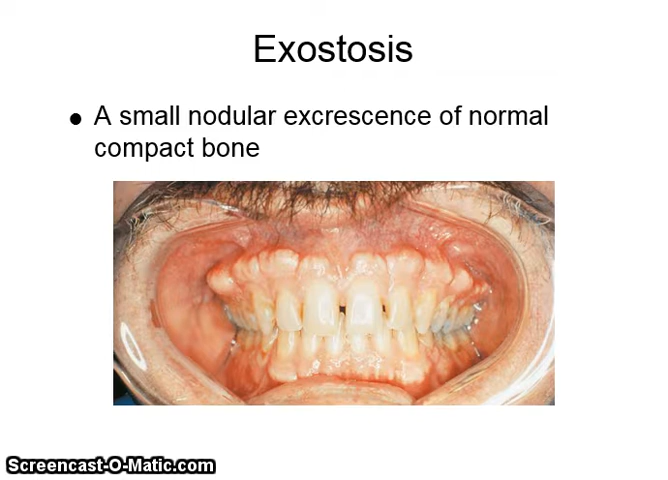 Exostosis
● A small nodular excrescence of normal
compact bone
Screencast-O-Matic.com